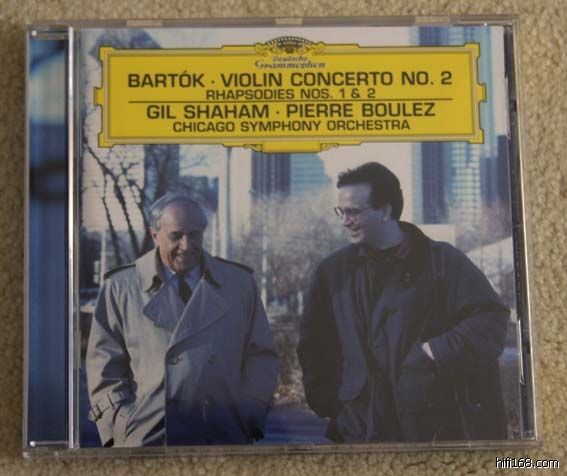 Deutsche
Grammophon
BARTÓK · VIOLIN CONCERTO NO. 2
RHAPSODIES NOS. 1 & 2
GIL SHAHAM · PIERRE BOULEZ
CHICAGO SYMPHONY ORCHESTRA
hifi168.com